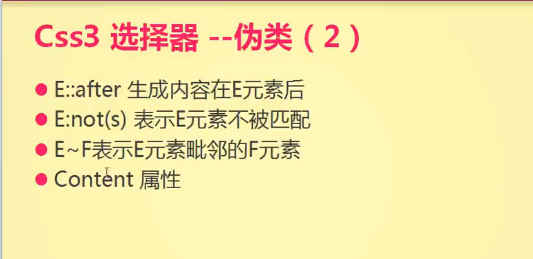 Css3 选择器 --伪类（2）
E::after 生成内容在E元素后
E:not(s) 表示E元素不被匹配
E~F表示E元素毗邻的F元素
Content 属性